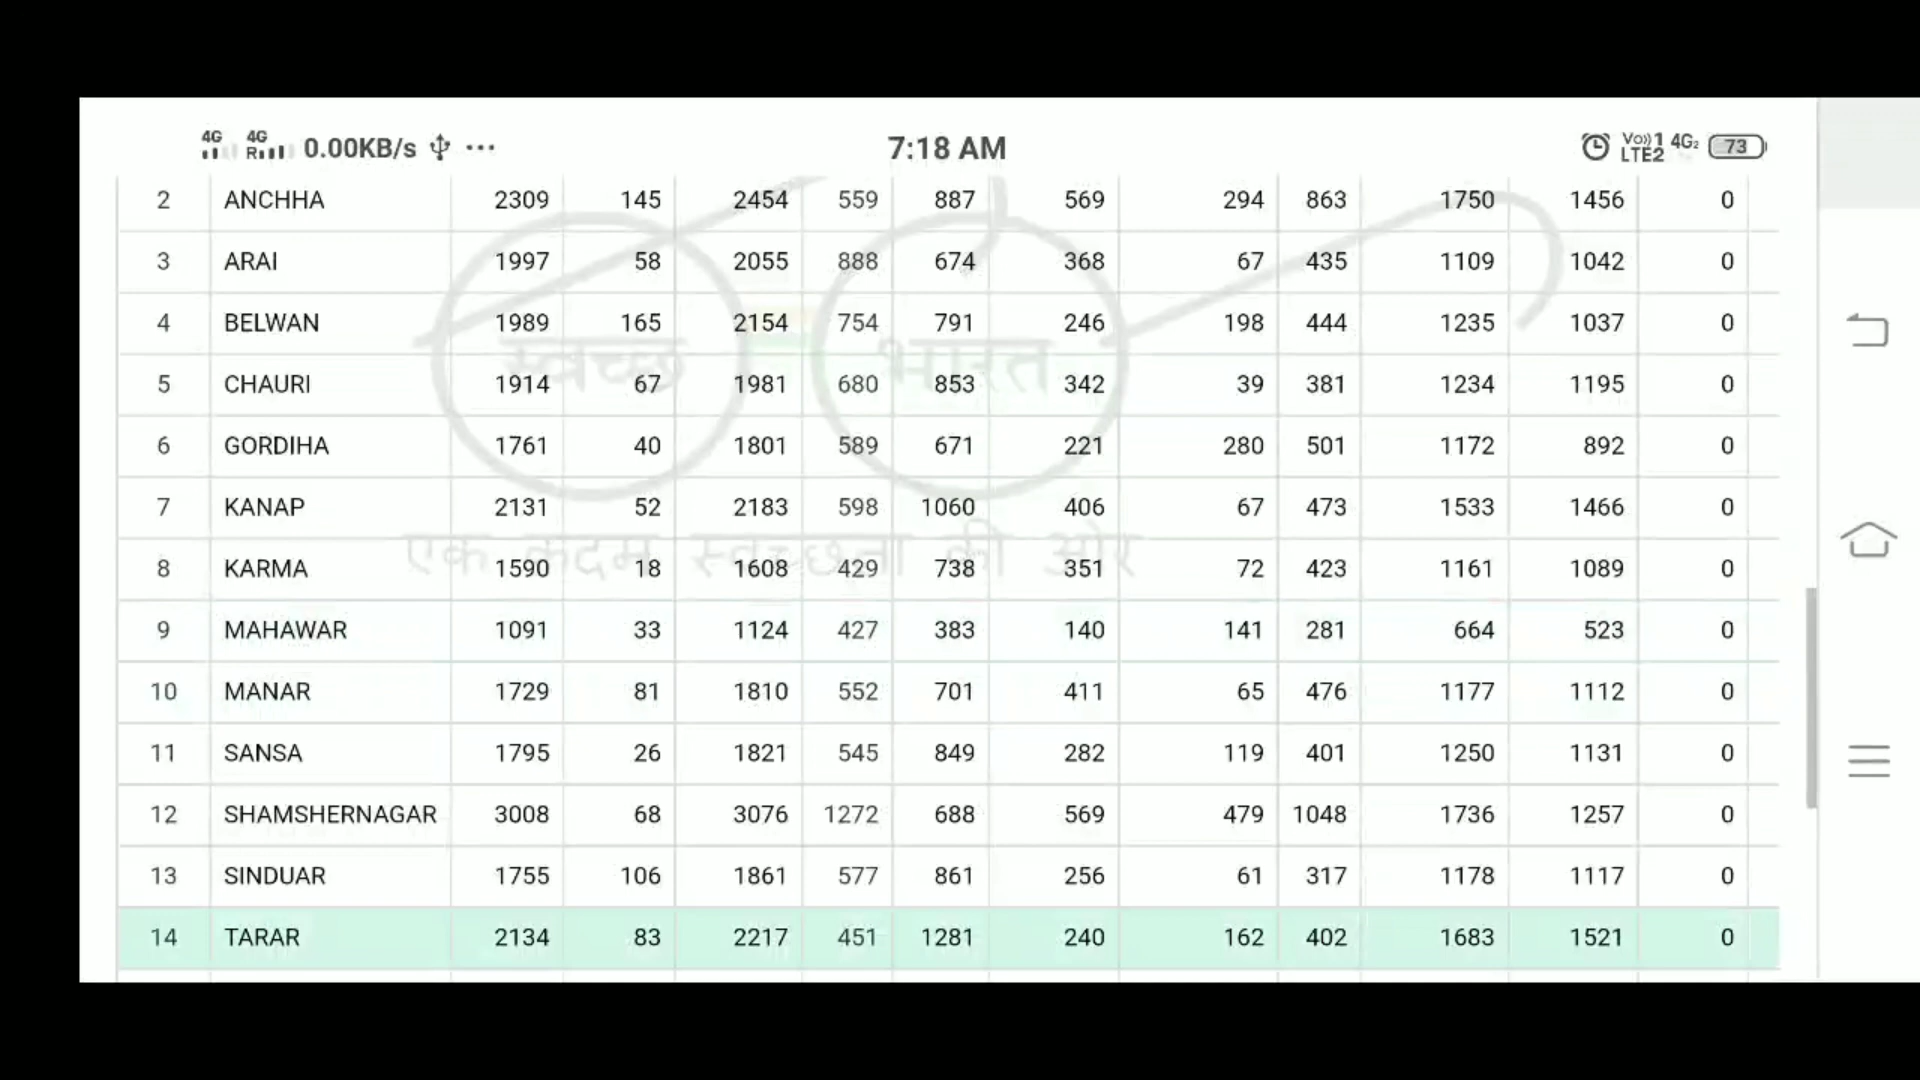 4G 4G R 0.00KB/s ... 7:18 AM Vo))1 LTE2 4G2 73
2 ANCHHA 2309 145 2454 559 887 569 294 863 1750 1456 0
3 ARAI 1997 58 2055 888 674 368 67 435 1109 1042 0
4 BELWAN 1989 165 2154 754 791 246 198 444 1235 1037 0
स्वच्छ भारत
5 CHAURI 1914 67 1981 680 853 342 39 381 1234 1195 0
6 GORDIHA 1761 40 1801 589 671 221 280 501 1172 892 0
7 KANAP 2131 52 2183 598 1060 406 67 473 1533 1466 0
एक कदम स्वच्छता की ओर
8 KARMA 1590 18 1608 429 738 351 72 423 1161 1089 0
9 MAHAWAR 1091 33 1124 427 383 140 141 281 664 523 0
10 MANAR 1729 81 1810 552 701 411 65 476 1177 1112 0
11 SANSA 1795 26 1821 545 849 282 119 401 1250 1131 0
12 SHAMSHERNAGAR 3008 68 3076 1272 688 569 479 1048 1736 1257 0
13 SINDUAR 1755 106 1861 577 861 256 61 317 1178 1117 0
14 TARAR 2134 83 2217 451 1281 240 162 402 1683 1521 0